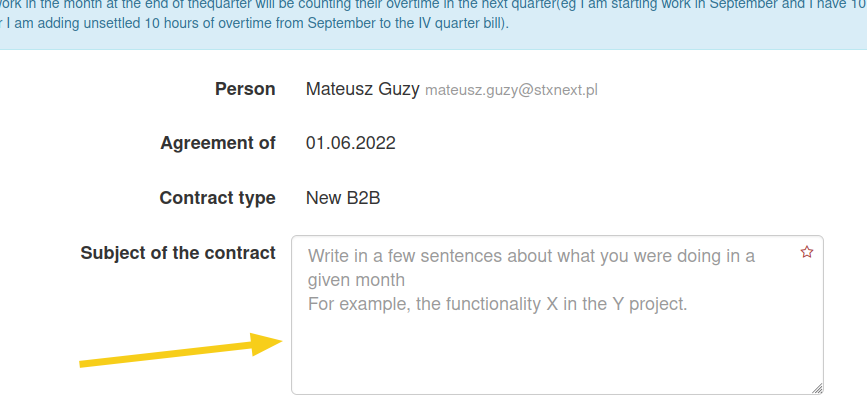 work in the month at the end of thequarter will be counting their overtime in the next quarter(eg I am starting work in September and I have 10
r I am adding unsettled 10 hours of overtime from September to the IV quarter bill).
Person Mateusz Guzy mateusz.guzy@stxnext.pl
Agreement of 01.06.2022
Contract type New B2B
Subject of the contract Write in a few sentences about what you were doing in a
given month
For example, the functionality X in the Y project.